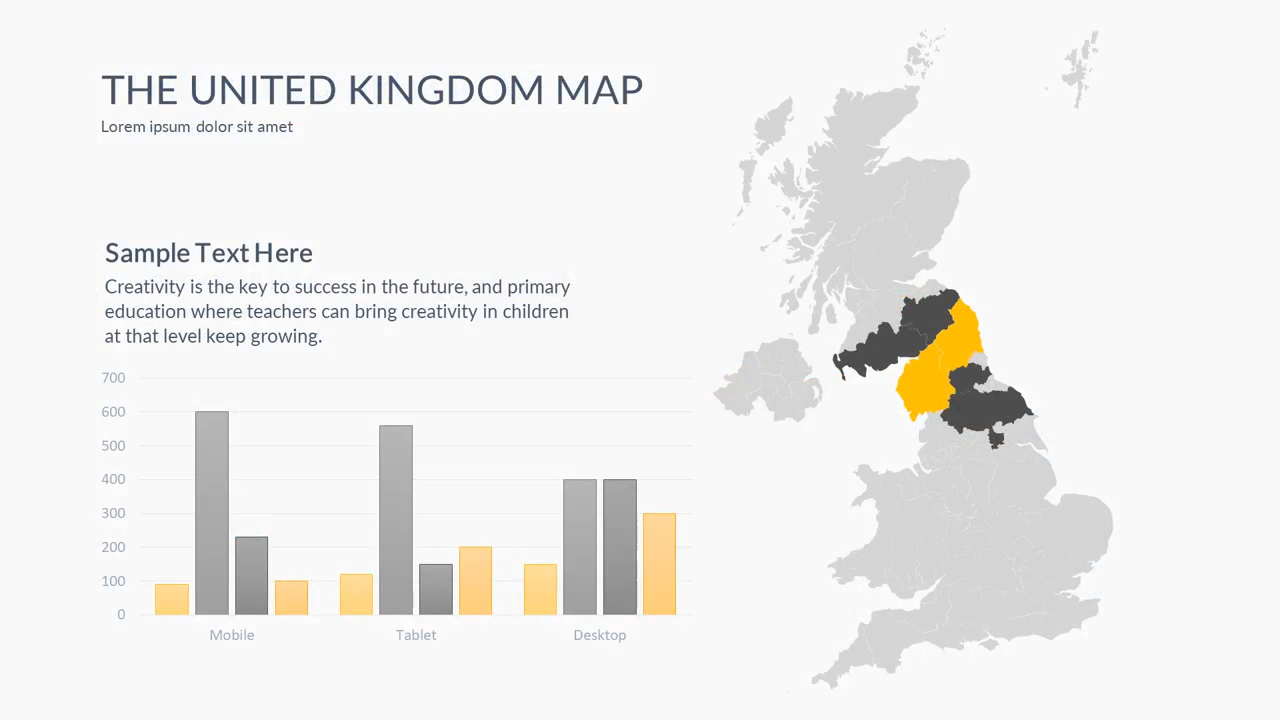 THE UNITED KINGDOM MAP
Lorem ipsum dolor sit amet
Sample Text Here
Creativity is the key to success in the future, and primary
education where teachers can bring creativity in children
at that level keep growing.
700
600
500
400
300
200
100
0
Mobile
Tablet
Desktop